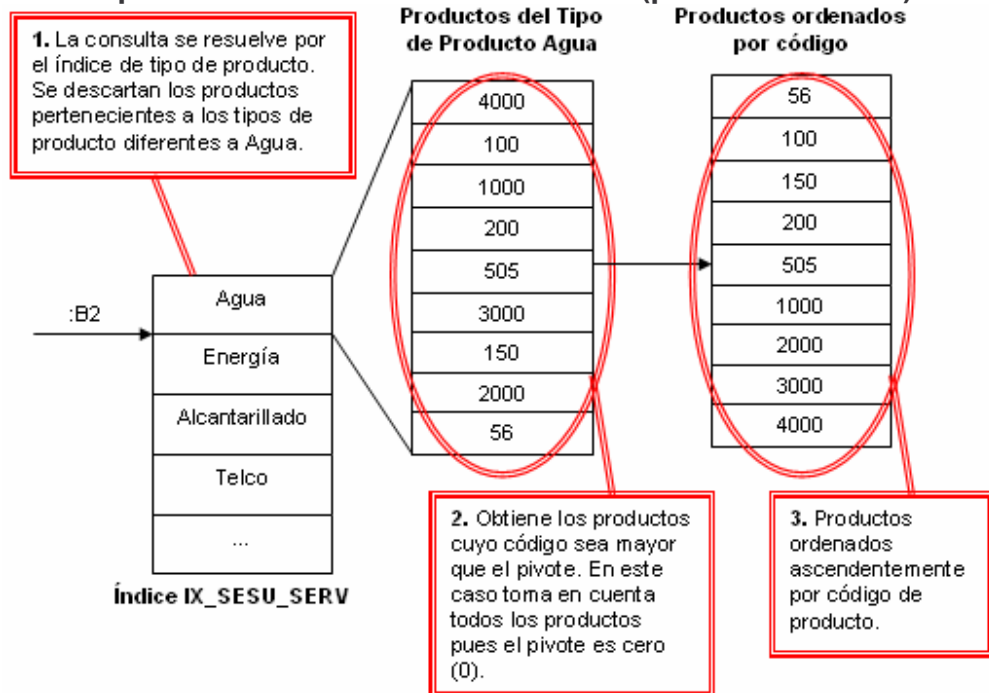 1. La consulta se resuelve por
el índice de tipo de producto.
Se descartan los productos
pertenecientes a los tipos de
producto diferentes a Agua.
Productos del Tipo
de Producto Agua
Productos ordenados
por código
4000
100
1000
200
505
3000
150
2000
56
56
100
150
200
505
1000
2000
3000
4000
:B2
Agua
Energía
Alcantarillado
Telco
...
Índice IX_SESU_SERV
2. Obtiene los productos
cuyo código sea mayor
que el pivote. En este
caso toma en cuenta
todos los productos
pues el pivote es cero
(0).
3. Productos
ordenados
ascendentemente
por código de
producto.